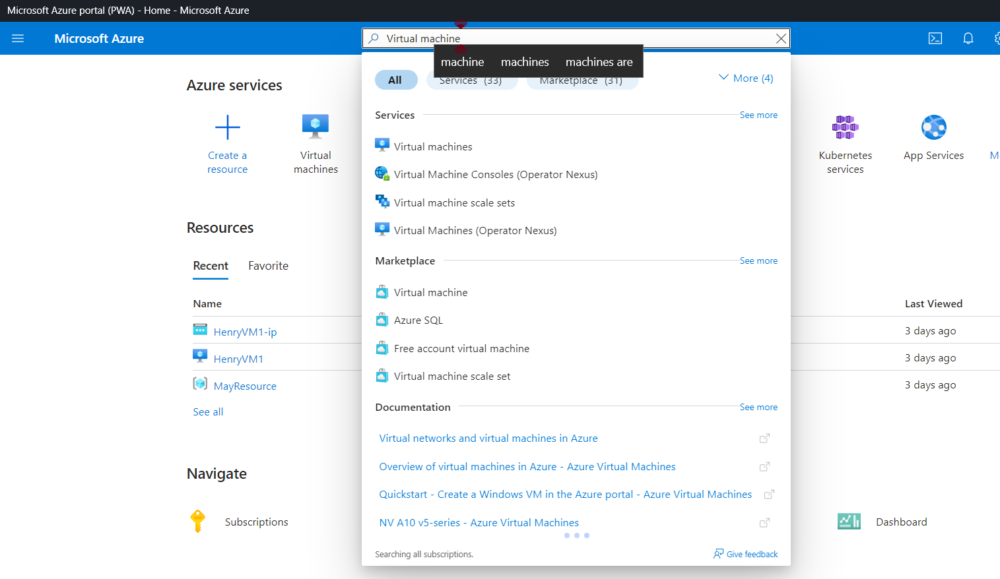 Microsoft Azure portal (PWA) - Home - Microsoft Azure
Microsoft Azure
Virtual machine
machine machines machines are
All Services (33) Marketplace (31) More (4)
Azure services
Create a resource
Virtual machines
Kubernetes services
App Services
Services See more
Virtual machines
Virtual Machine Consoles (Operator Nexus)
Virtual machine scale sets
Virtual Machines (Operator Nexus)
Marketplace See more
Virtual machine
Azure SQL
Free account virtual machine
Virtual machine scale set
Documentation See more
Virtual networks and virtual machines in Azure
Overview of virtual machines in Azure - Azure Virtual Machines
Quickstart - Create a Windows VM in the Azure portal - Azure Virtual Machines
NV A10 v5-series - Azure Virtual Machines
Searching all subscriptions. Give feedback
Resources
Recent Favorite
Name Last Viewed
HenryVM1-ip 3 days ago
HenryVM1 3 days ago
MayResource 3 days ago
See all
Navigate
Subscriptions Dashboard